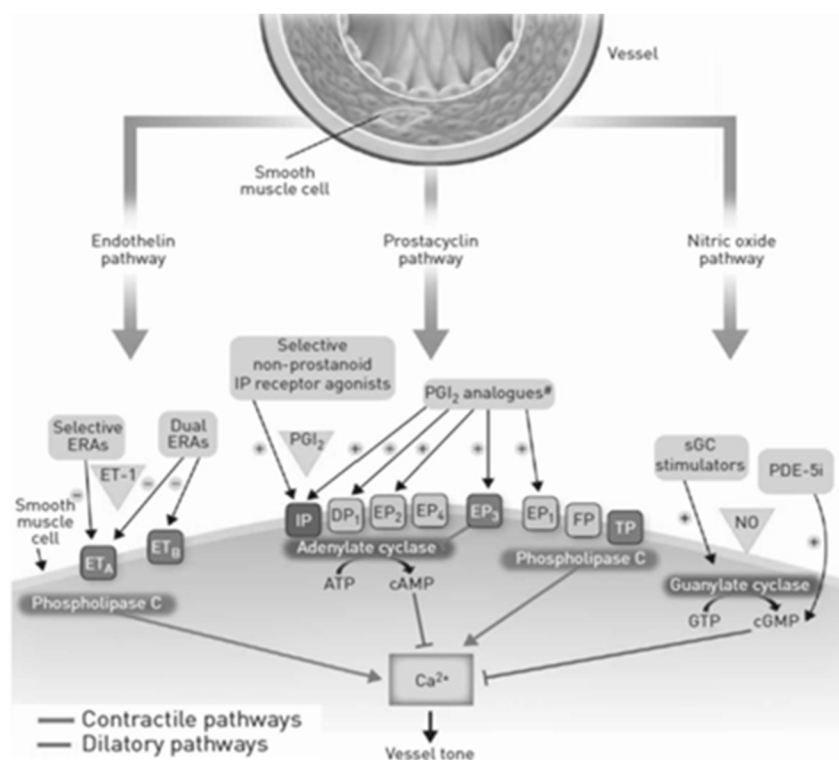 Vessel
Smooth
muscle cell
Endothelin
pathway
Prostacyclin
pathway
Nitric oxide
pathway
Selective
non-prostanoid
IP receptor agonists
PGI₂ analogues#
Selective
ERAs
Dual
ERAs
sGC
stimulators
PDE-5i
ET-1
PGI₂
NO
Smooth
muscle
cell
ETA
ETB
IP
DP₁
EP₂
EP₄
EP₃
EP₁
FP
TP
Adenylate cyclase
Phospholipase C
Guanylate cyclase
Phospholipase C
ATP
cAMP
GTP
cGMP
Ca²⁺
Contractile pathways
Dilatory pathways
Vessel tone